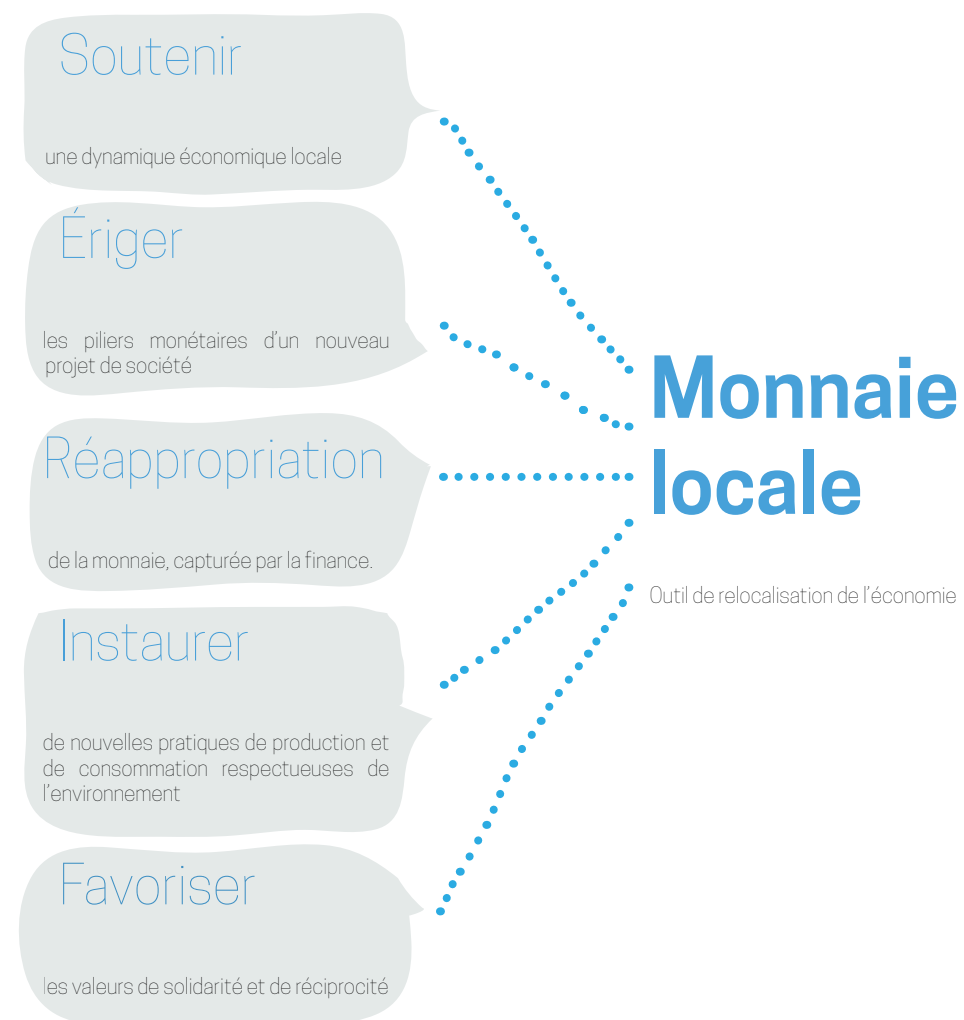 Soutenir
une dynamique économique locale
Ériger
les piliers monétaires d'un nouveau
projet de société
Réappropriation
de la monnaie, capturée par la finance.
Instaurer
de nouvelles pratiques de production et
de consommation respectueuses de
l'environnement
Favoriser
les valeurs de solidarité et de réciprocité
Monnaie
locale
Outil de relocalisation de l'économie